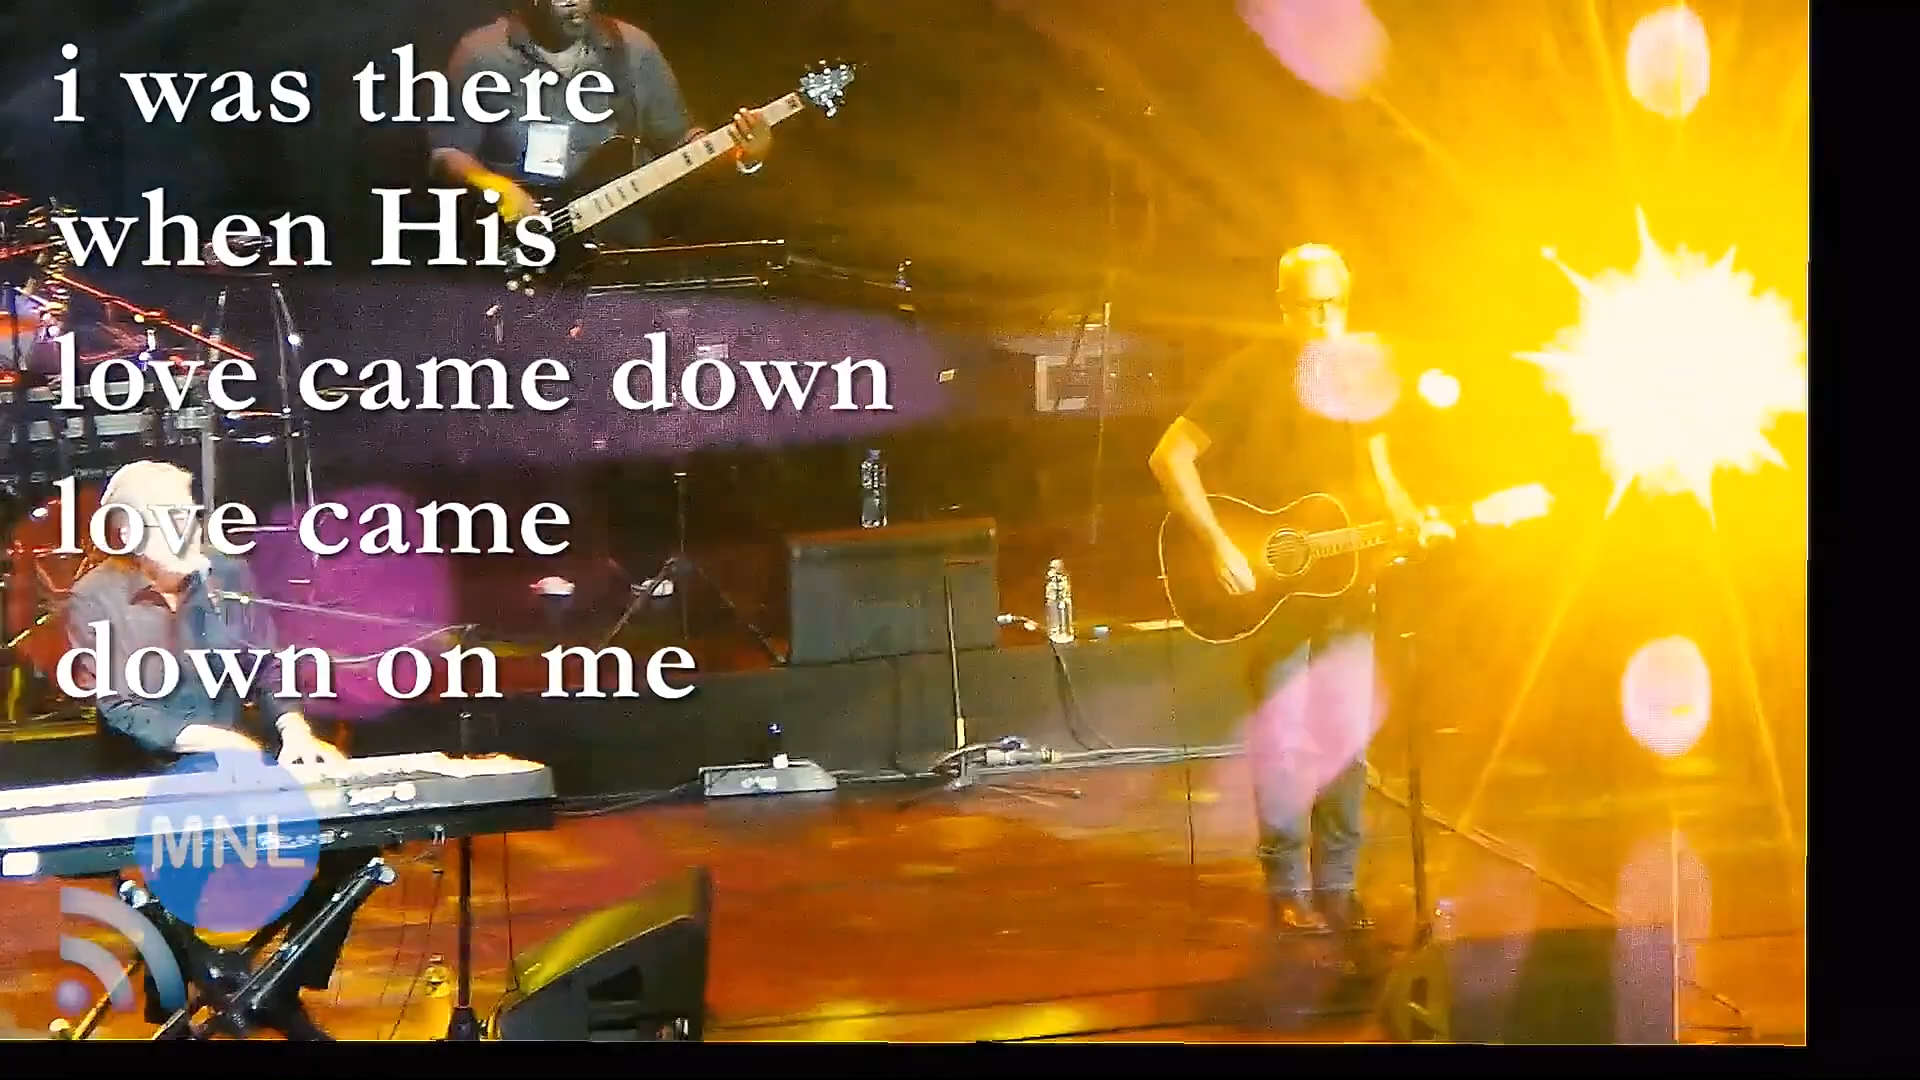 i was there
when His
love came down
love came
down on me
MNL